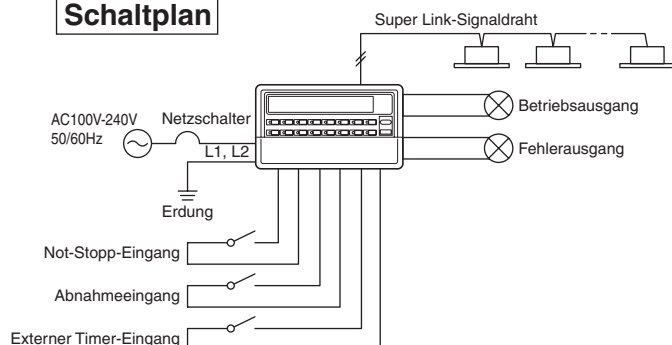 Schaltplan
Super Link-Signaldraht
AC100V-240V
50/60Hz
Netzschalter
L1, L2
Erdung
Betriebsausgang
Fehlerausgang
Not-Stopp-Eingang
Abnahmeeingang
Externer Timer-Eingang